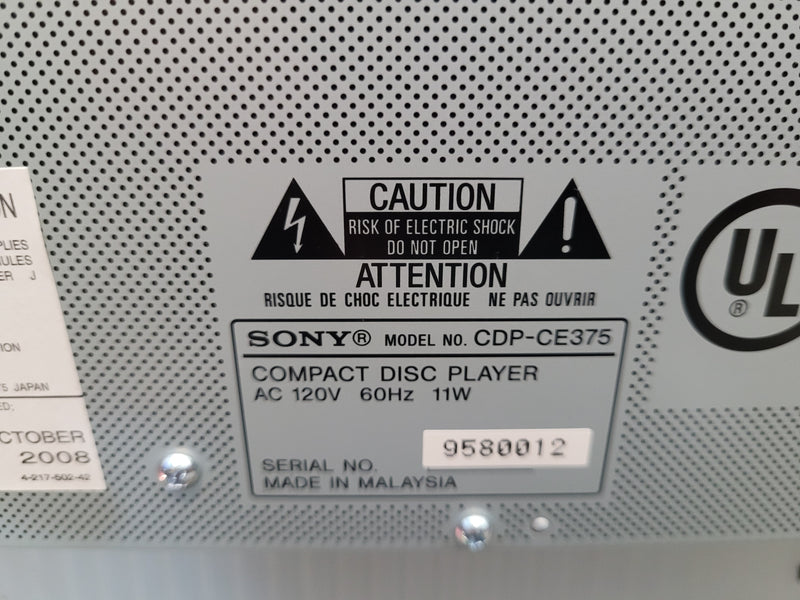 N
PLIES
ULES
ER J
ION
75 JAPAN
ED:
CTOBER
2008
4-217-502-42
CAUTION
RISK OF ELECTRIC SHOCK
DO NOT OPEN
ATTENTION
RISQUE DE CHOC ELECTRIQUE NE PAS OUVRIR
SONY® MODEL NO. CDP-CE375
COMPACT DISC PLAYER
AC 120V 60Hz 11W
SERIAL NO. 9580012
MADE IN MALAYSIA
UL
®